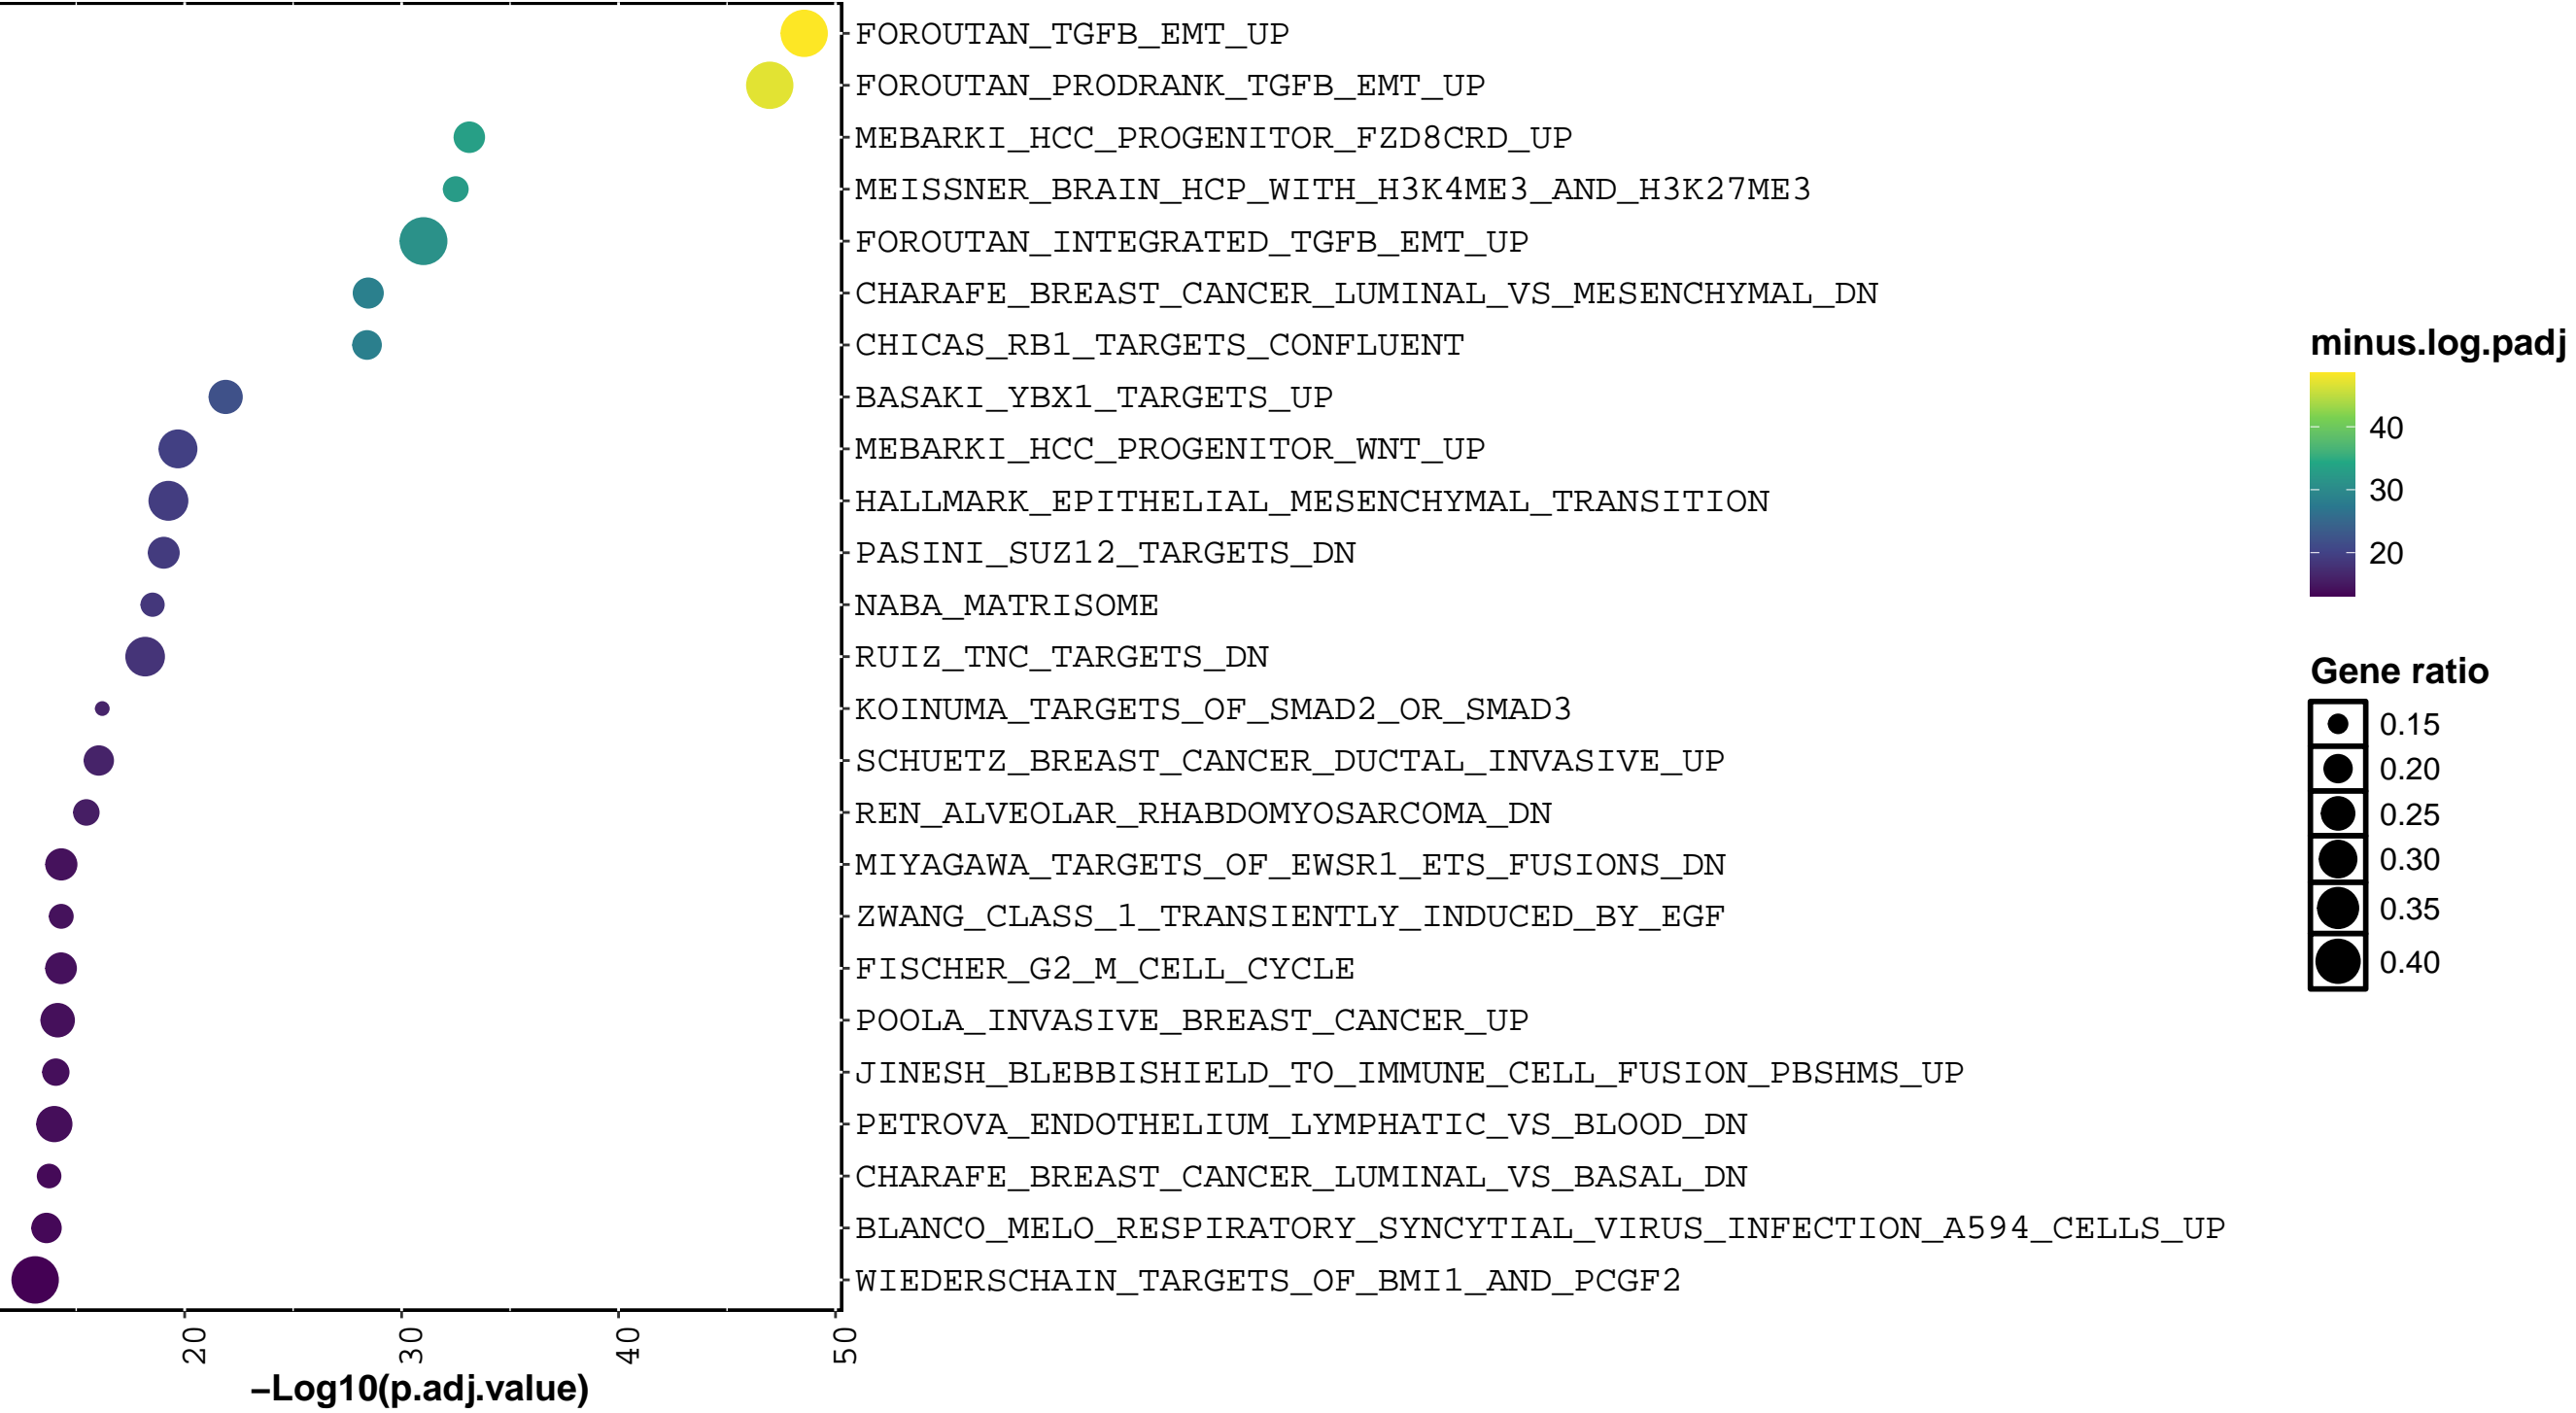 FOROUTAN_TGFB_EMT_UP
FOROUTAN_PRODRANK_TGFB_EMT_UP
MEBARKI_HCC_PROGENITOR_FZD8CRD_UP
MEISSNER_BRAIN_HCP_WITH_H3K4ME3_AND_H3K27ME3
FOROUTAN_INTEGRATED_TGFB_EMT_UP
CHARAFE_BREAST_CANCER_LUMINAL_VS_MESENCHYMAL_DN
CHICAS_RB1_TARGETS_CONFLUENT
BASAKI_YBX1_TARGETS_UP
MEBARKI_HCC_PROGENITOR_WNT_UP
HALLMARK_EPITHELIAL_MESENCHYMAL_TRANSITION
PASINI_SUZ12_TARGETS_DN
NABA_MATRISOME
RUIZ_TNC_TARGETS_DN
KOINUMA_TARGETS_OF_SMAD2_OR_SMAD3
SCHUETZ_BREAST_CANCER_DUCTAL_INVASIVE_UP
REN_ALVEOLAR_RHABDOMYOSARCOMA_DN
MIYAGAWA_TARGETS_OF_EWSR1_ETS_FUSIONS_DN
ZWANG_CLASS_1_TRANSIENTLY_INDUCED_BY_EGF
FISCHER_G2_M_CELL_CYCLE
POOLA_INVASIVE_BREAST_CANCER_UP
JINESH_BLEBBISHIELD_TO_IMMUNE_CELL_FUSION_PBSHMS_UP
PETROVA_ENDOTHELIUM_LYMPHATIC_VS_BLOOD_DN
CHARAFE_BREAST_CANCER_LUMINAL_VS_BASAL_DN
BLANCO_MELO_RESPIRATORY_SYNCYTIAL_VIRUS_INFECTION_A594_CELLS_UP
WIEDERSCHAIN_TARGETS_OF_BMI1_AND_PCGF2
20 30 40 50
−Log10(p.adj.value)
minus.log.padj
40
30
20
Gene ratio
0.15
0.20
0.25
0.30
0.35
0.40